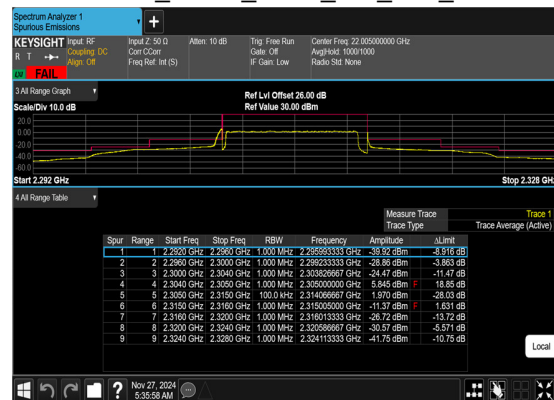 Spectrum Analyzer 1
Spurious Emissions
+
KEYSIGHT Input: RF Input Z: 50 Ω Atten: 10 dB Trig: Free Run Center Freq: 22.005000000 GHz
R T Coupling: DC Corr CCorr Gate: Off Avg|Hold: 1000/1000
Align: Off Freq Ref: Int (S) IF Gain: Low Radio Std: None
FAIL
3 All Range Graph
Ref Lvl Offset 26.00 dB
Scale/Div 10.0 dB Ref Value 30.00 dBm
20.0
0.00
-20.0
-40.0
-60.0
Start 2.292 GHz Stop 2.328 GHz
4 All Range Table
Measure Trace Trace 1
Trace Type Trace Average (Active)
Spur Range Start Freq Stop Freq RBW Frequency Amplitude ΔLimit
1 1 2.2920 GHz 2.2960 GHz 1.000 MHz 2.295993333 GHz -39.92 dBm -8.916 dB
2 2 2.2960 GHz 2.3000 GHz 1.000 MHz 2.299233333 GHz -28.86 dBm -3.863 dB
3 3 2.3000 GHz 2.3040 GHz 1.000 MHz 2.303826667 GHz -24.47 dBm -11.47 dB
4 4 2.3040 GHz 2.3050 GHz 1.000 MHz 2.305000000 GHz 5.845 dBm F 18.85 dB
5 5 2.3050 GHz 2.3150 GHz 100.0 kHz 2.314066667 GHz 1.970 dBm -28.03 dB
6 6 2.3150 GHz 2.3160 GHz 1.000 MHz 2.315005000 GHz -11.37 dBm F 1.631 dB
7 7 2.3160 GHz 2.3200 GHz 1.000 MHz 2.316013333 GHz -26.72 dBm -13.72 dB
8 8 2.3200 GHz 2.3240 GHz 1.000 MHz 2.320586667 GHz -30.57 dBm -5.571 dB
9 9 2.3240 GHz 2.3280 GHz 1.000 MHz 2.324113333 GHz -41.75 dBm -10.75 dB
Local
? Nov 27, 2024
5:35:58 AM